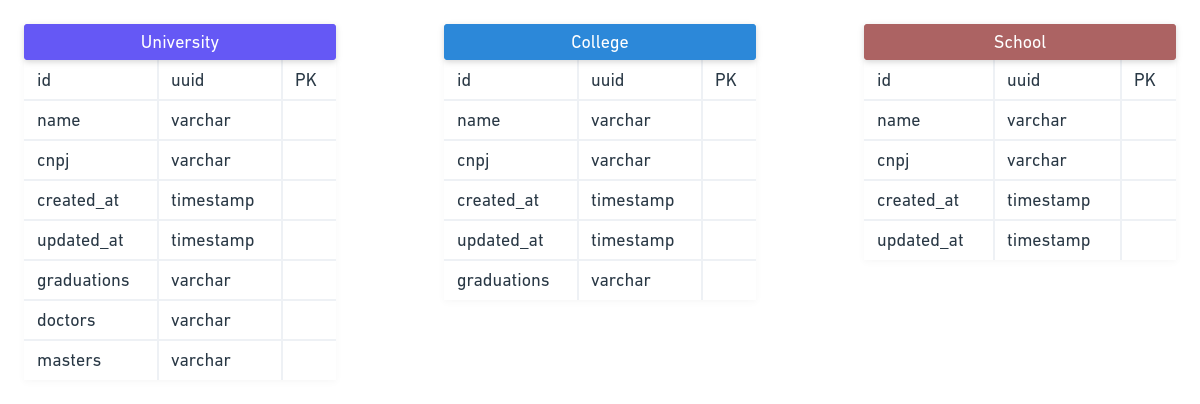 University
id uuid PK
name varchar
cnpj varchar
created_at timestamp
updated_at timestamp
graduations varchar
doctors varchar
masters varchar
College
id uuid PK
name varchar
cnpj varchar
created_at timestamp
updated_at timestamp
graduations varchar
School
id uuid PK
name varchar
cnpj varchar
created_at timestamp
updated_at timestamp